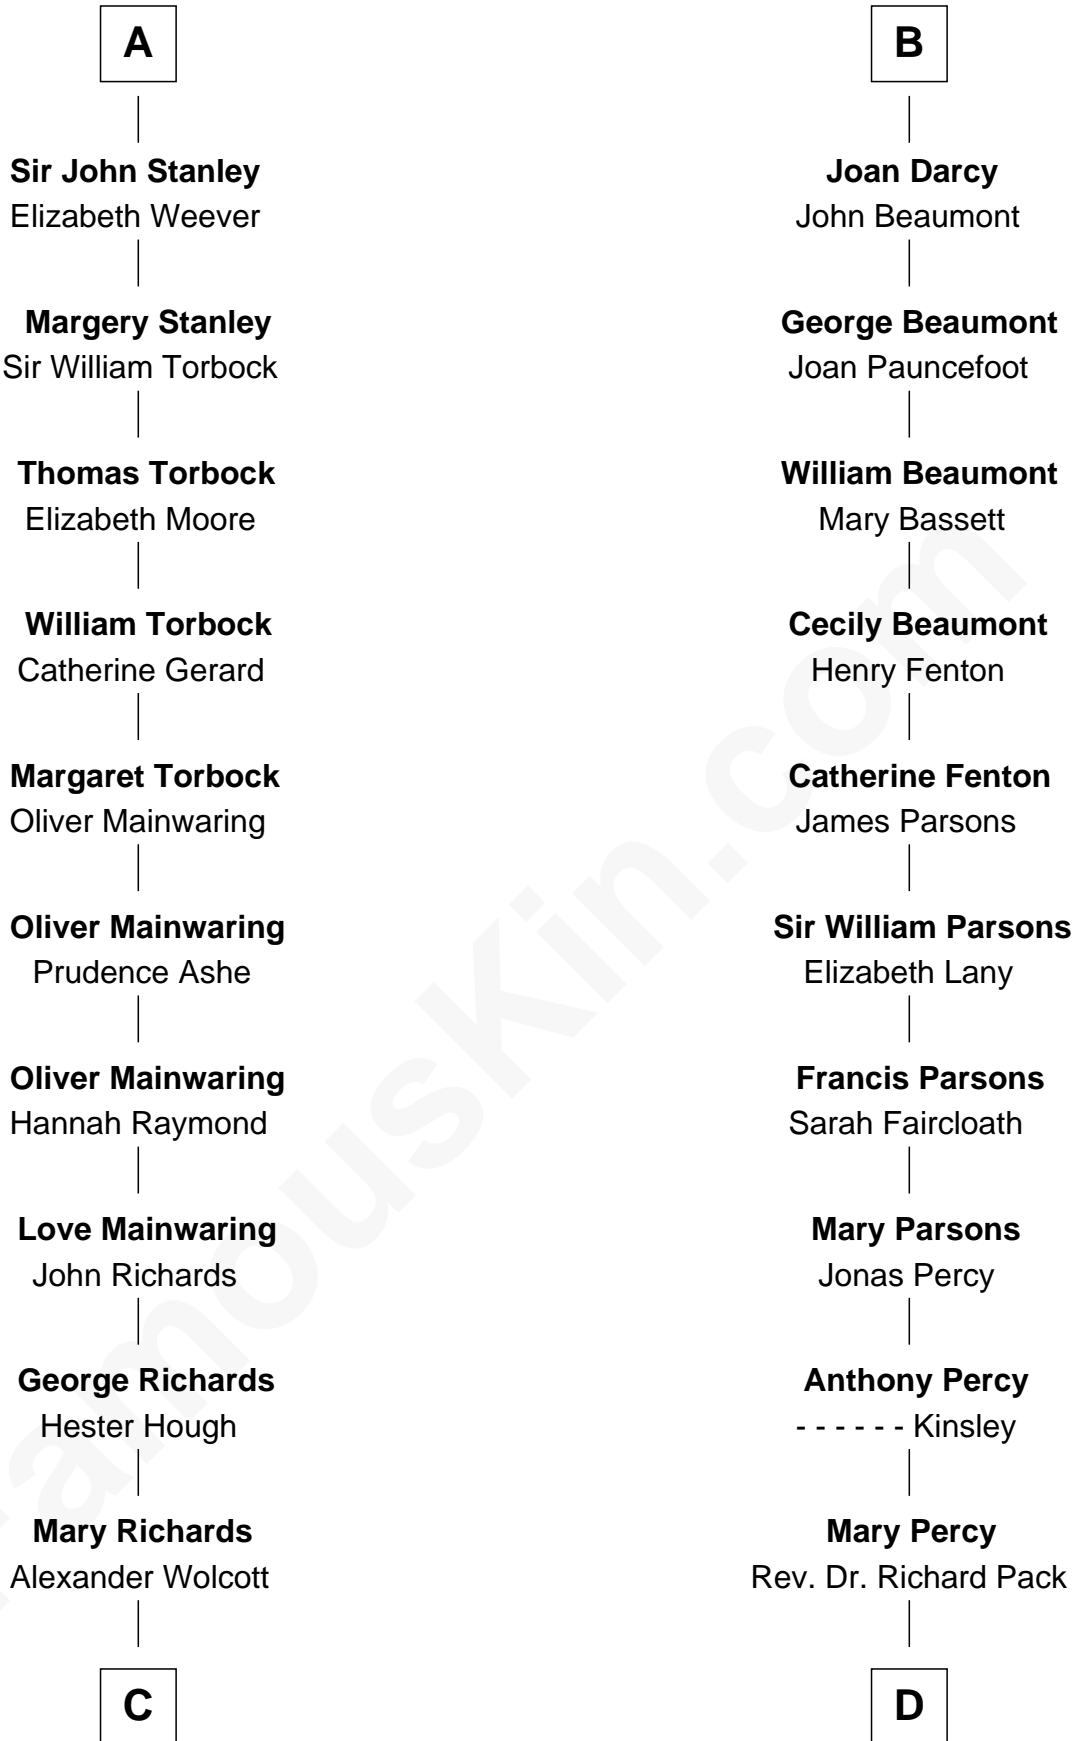 A
Sir John Stanley
Elizabeth Weever
Margery Stanley
Sir William Torbock
Thomas Torbock
Elizabeth Moore
William Torbock
Catherine Gerard
Margaret Torbock
Oliver Mainwaring
Oliver Mainwaring
Prudence Ashe
Oliver Mainwaring
Hannah Raymond
Love Mainwaring
John Richards
George Richards
Hester Hough
Mary Richards
Alexander Wolcott
C
B
Joan Darcy
John Beaumont
George Beaumont
Joan Pauncefoot
William Beaumont
Mary Bassett
Cecily Beaumont
Henry Fenton
Catherine Fenton
James Parsons
Sir William Parsons
Elizabeth Lany
Francis Parsons
Sarah Faircloath
Mary Parsons
Jonas Percy
Anthony Percy
- - - - - - Kinsley
Mary Percy
Rev. Dr. Richard Pack
D
FamousKin.com